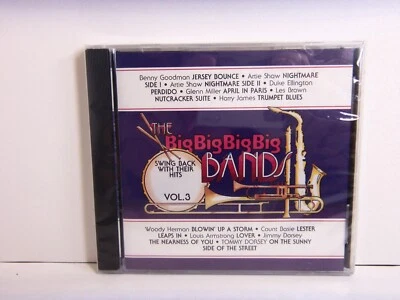 Benny Goodman JERSEY BOUNCE • Artie Shaw NIGHTMARE
SIDE I • Artie Shaw NIGHTMARE SIDE II • Duke Ellington
PERDIDO • Glenn Miller APRIL IN PARIS • Les Brown
NUTCRACKER SUITE • Harry James TRUMPET BLUES
THE
BigBigBigBig
BANDS
SWING BACK
WITH THEIR
HITS
VOL.3
Woody Herman BLOWIN' UP A STORM • Count Basie LESTER
LEAPS IN • Louis Armstrong LOVER • Jimmy Dorsey
THE NEARNESS OF YOU • TOMMY DORSEY ON THE SUNNY
SIDE OF THE STREET